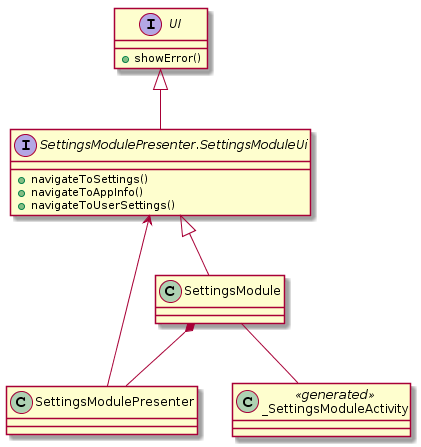 I UI
showError()
I SettingsModulePresenter.SettingsModuleUi
navigateToSettings()
navigateToAppInfo()
navigateToUserSettings()
C SettingsModule
C SettingsModulePresenter
C «generated»
_SettingsModuleActivity